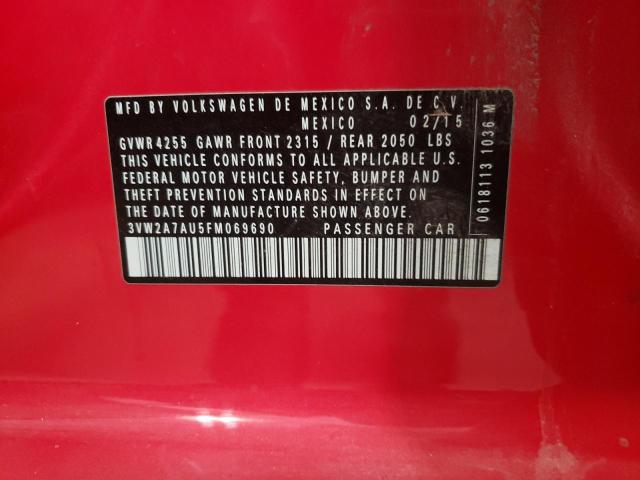 MFD BY VOLKSWAGEN DE MEXICO S.A. DE C.V.
MEXICO 02/15
GVWR 4255 GAWR FRONT 2315 / REAR 2050 LBS
THIS VEHICLE CONFORMS TO ALL APPLICABLE U.S.
FEDERAL MOTOR VEHICLE SAFETY, BUMPER AND
THEFT PREVENTION STANDARDS IN EFFECT ON
THE DATE OF MANUFACTURE SHOWN ABOVE.
3VW2A7AU5FM069690 PASSENGER CAR
0618113 1036 M